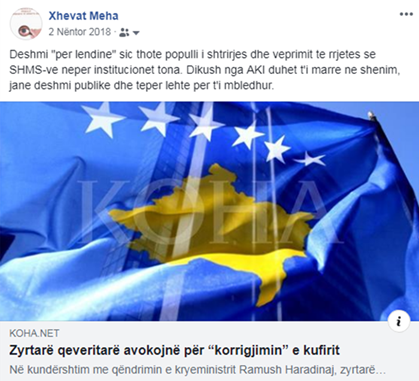 Xhevat Meha
2 Nëntor 2018 ·
Deshmi "per lendine" sic thote populli i shtrirjes dhe veprimit te rrjetes se
SHMS-ve neper institucionet tona. Dikush nga AKI duhet t'i marre ne shenim,
jane deshmi publike dhe teper lehte per t'i mbledhur.
KOHA
KOHA.NET
Zyrtarë qeveritarë avokojnë për “korrigjimin” e kufirit
Në kundërshtim me qëndrimin e kryeministrit Ramush Haradinaj, zyrtarë...